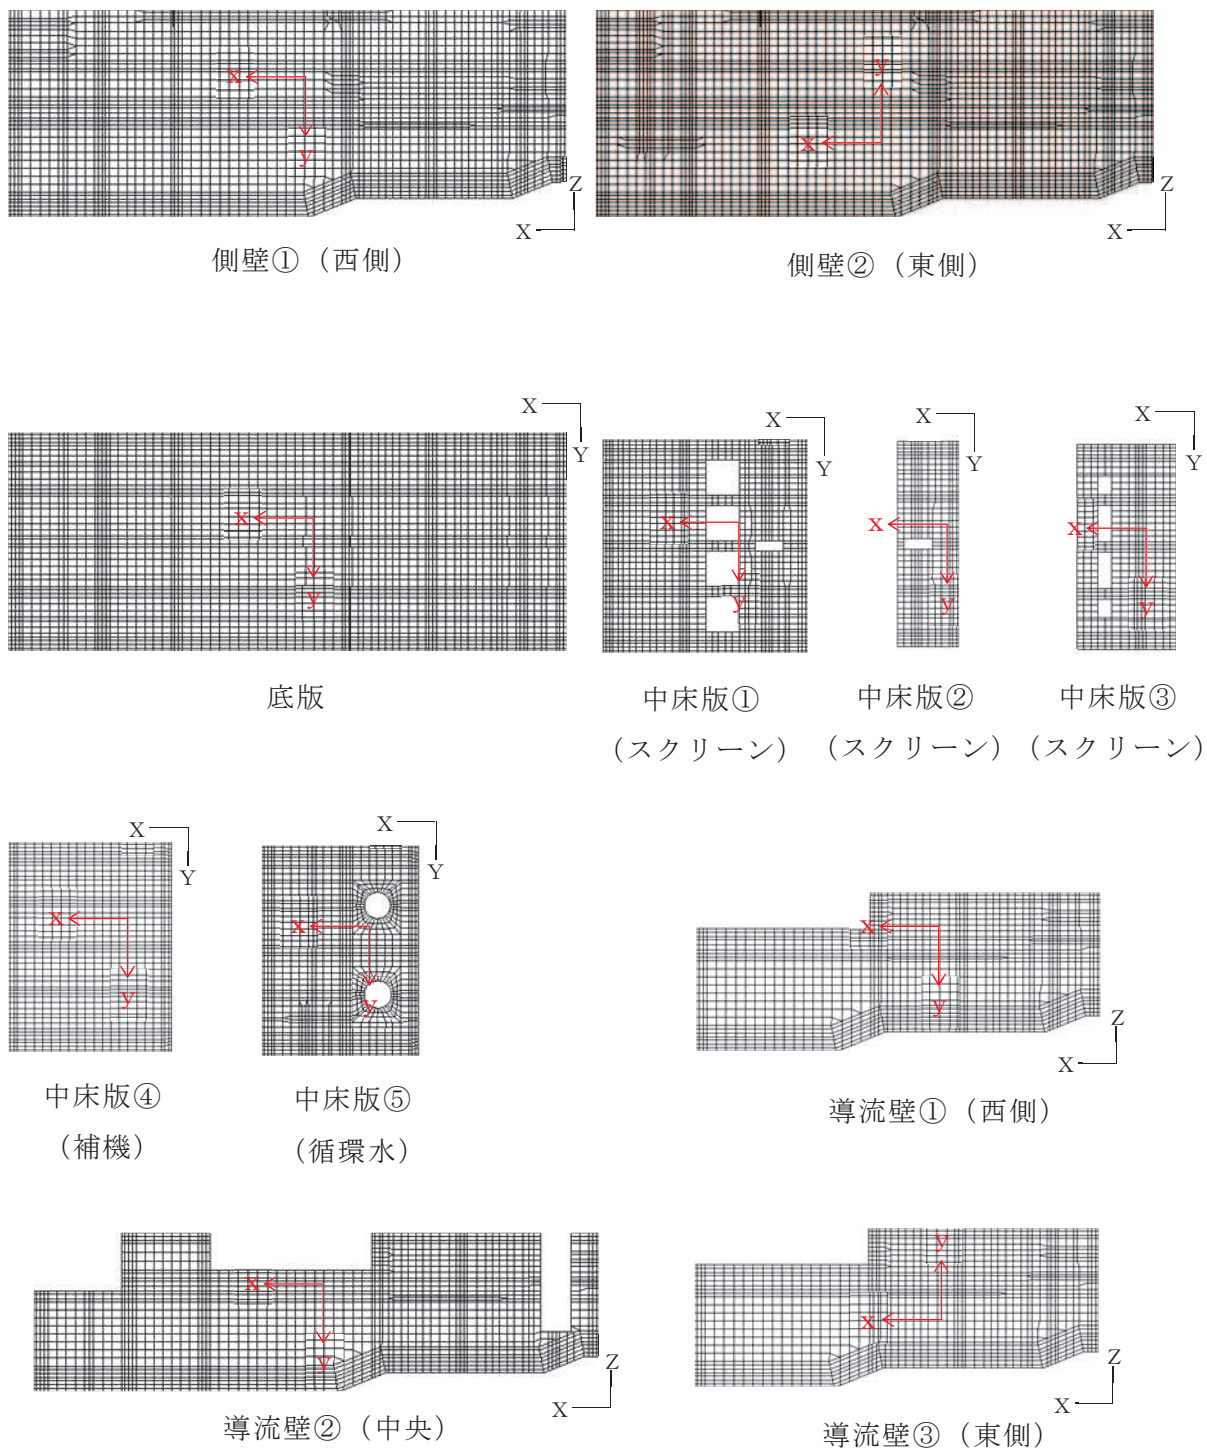 x
y
Z
X
側壁①（西側）
y
x
Z
X
側壁②（東側）
X
Y
x
y
底版
X
Y
x
y
中床版①
（スクリーン）
X
Y
x
y
中床版②
（スクリーン）
X
Y
x
y
中床版③
（スクリーン）
X
Y
x
y
中床版④
（補機）
X
Y
x
y
中床版⑤
（循環水）
x
y
Z
X
導流壁①（西側）
x
y
Z
X
導流壁②（中央）
y
x
Z
X
導流壁③（東側）